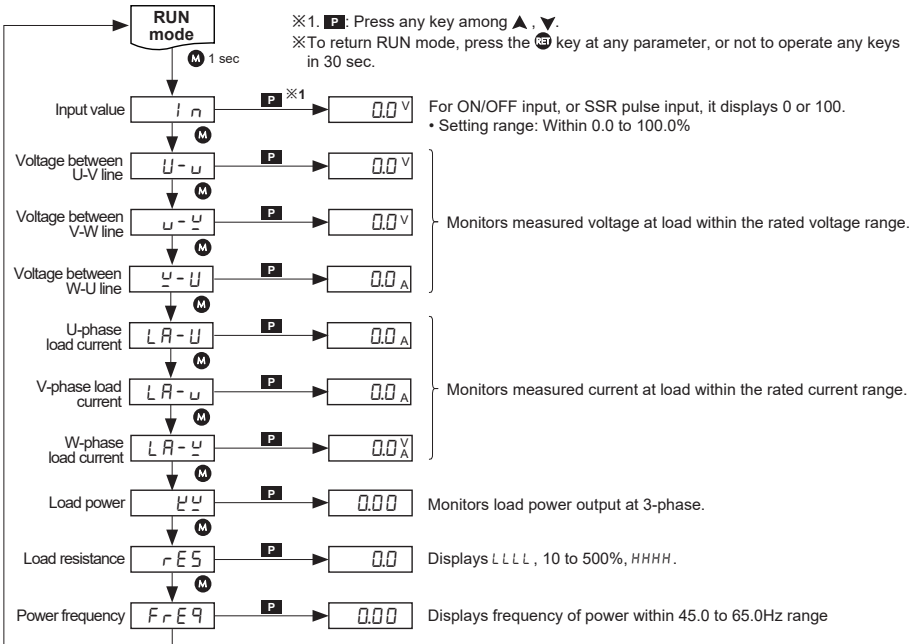 RUN
mode
※1. P: Press any key among ▲, ▼.
※To return RUN mode, press the RET key at any parameter, or not to operate any keys
in 30 sec.
M 1 sec
Input value
In
P ※1
0.0 V
For ON/OFF input, or SSR pulse input, it displays 0 or 100.
• Setting range: Within 0.0 to 100.0%
M
Voltage between
U-V line
U-v
P
0.0 V
M
Voltage between
V-W line
v-W
P
0.0 V
Monitors measured voltage at load within the rated voltage range.
M
Voltage between
W-U line
W-U
P
0.0 A
M
U-phase
load current
LA-U
P
0.0 A
M
V-phase load
current
LA-v
P
0.0 A
Monitors measured current at load within the rated current range.
M
W-phase
load current
LA-W
P
0.0 V A
M
Load power
KW
P
0.00
Monitors load power output at 3-phase.
M
Load resistance
rES
P
0.0
Displays LLLL, 10 to 500%, HHHH.
M
Power frequency
FrEq
P
0.00
Displays frequency of power within 45.0 to 65.0Hz range